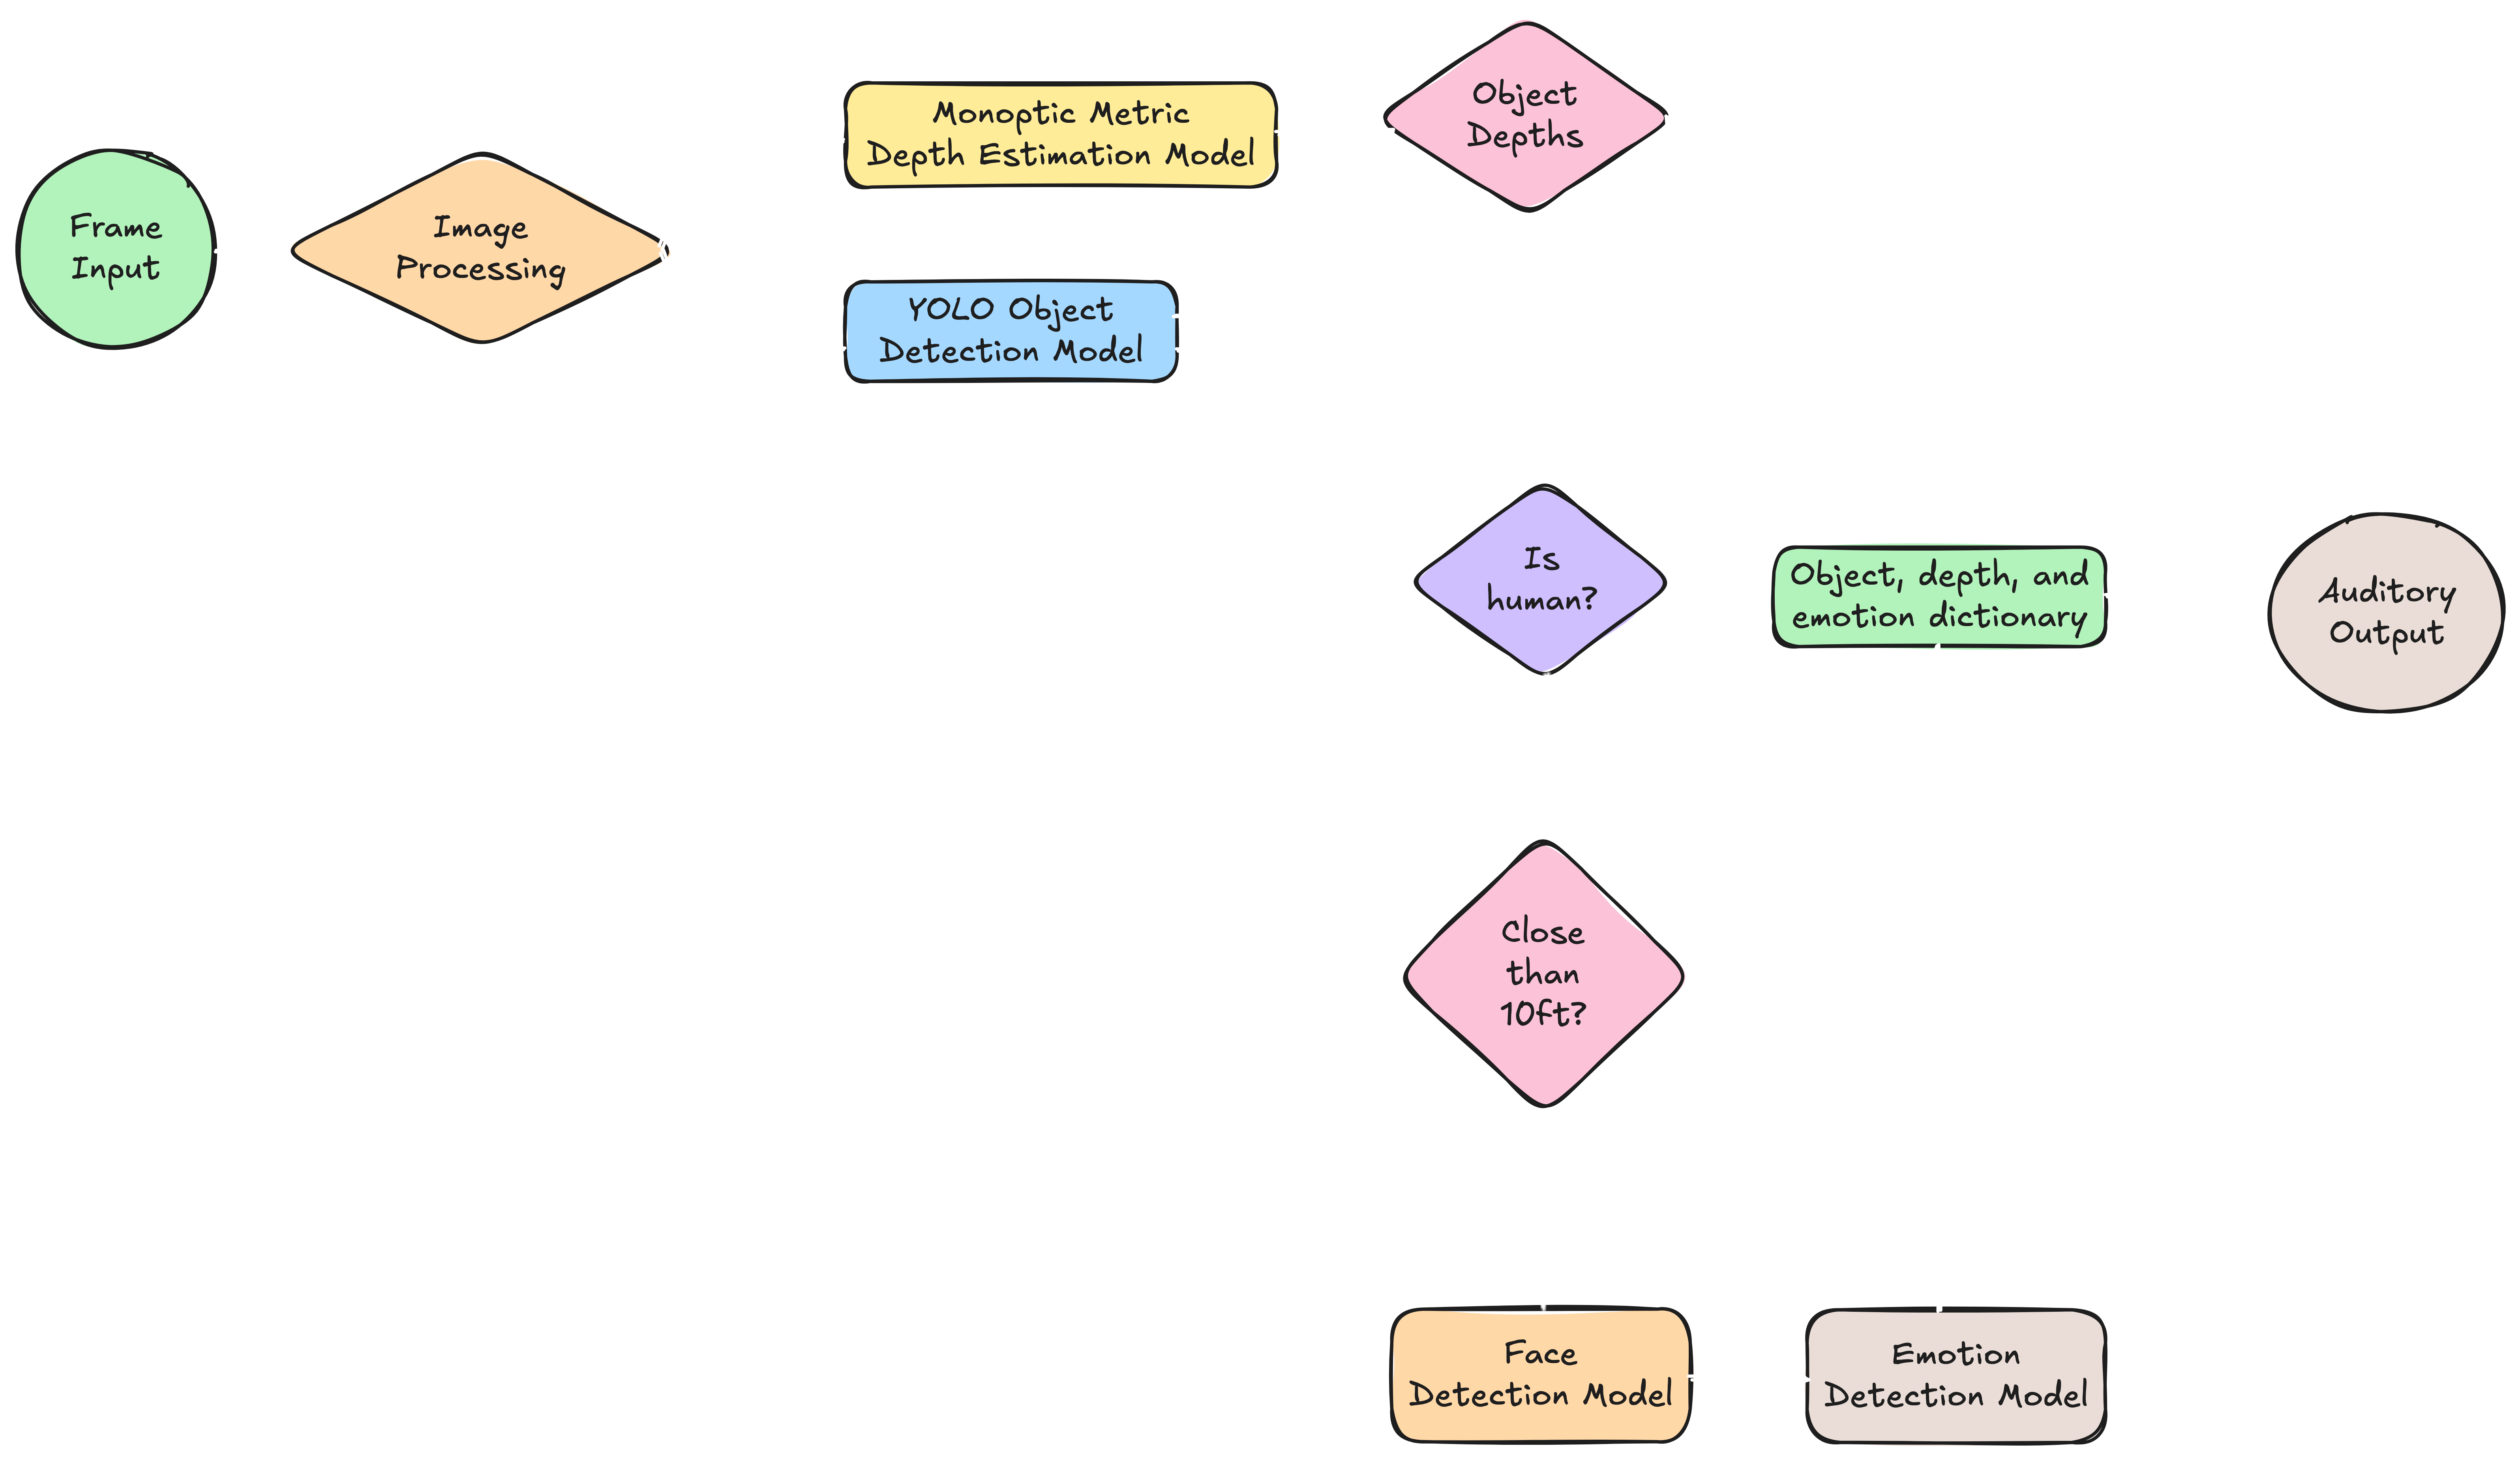 Frame
Input
Image
Processing
Monoptic Metric
Depth Estimation Model
YOLO Object
Detection Model
Object
Depths
Is
human?
Object, depth, and
emotion dictionary
Auditory
Output
Close
than
10ft?
Face
Detection Model
Emotion
Detection Model